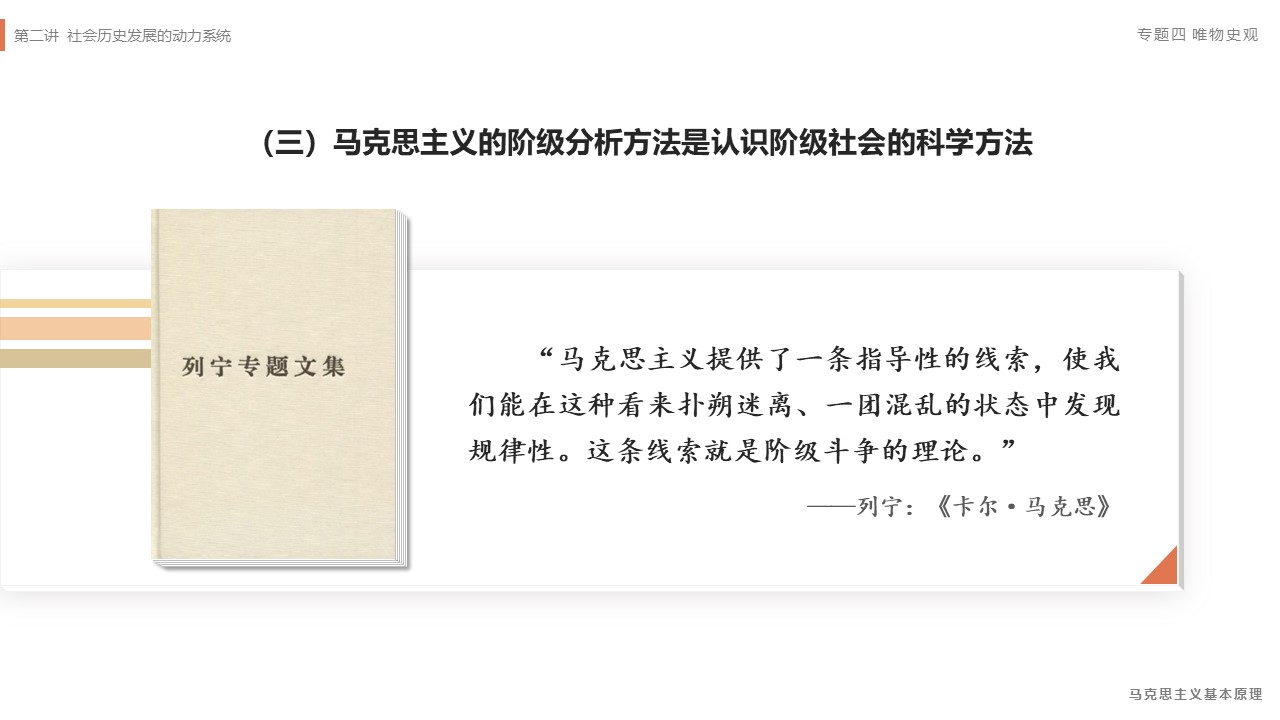 第二讲 社会历史发展的动力系统
专题四 唯物史观
（三）马克思主义的阶级分析方法是认识阶级社会的科学方法
列宁专题文集
“马克思主义提供了一条指导性的线索，使我
们能在这种看来扑朔迷离、一团混乱的状态中发现
规律性。这条线索就是阶级斗争的理论。”
——列宁：《卡尔·马克思》
马克思主义基本原理